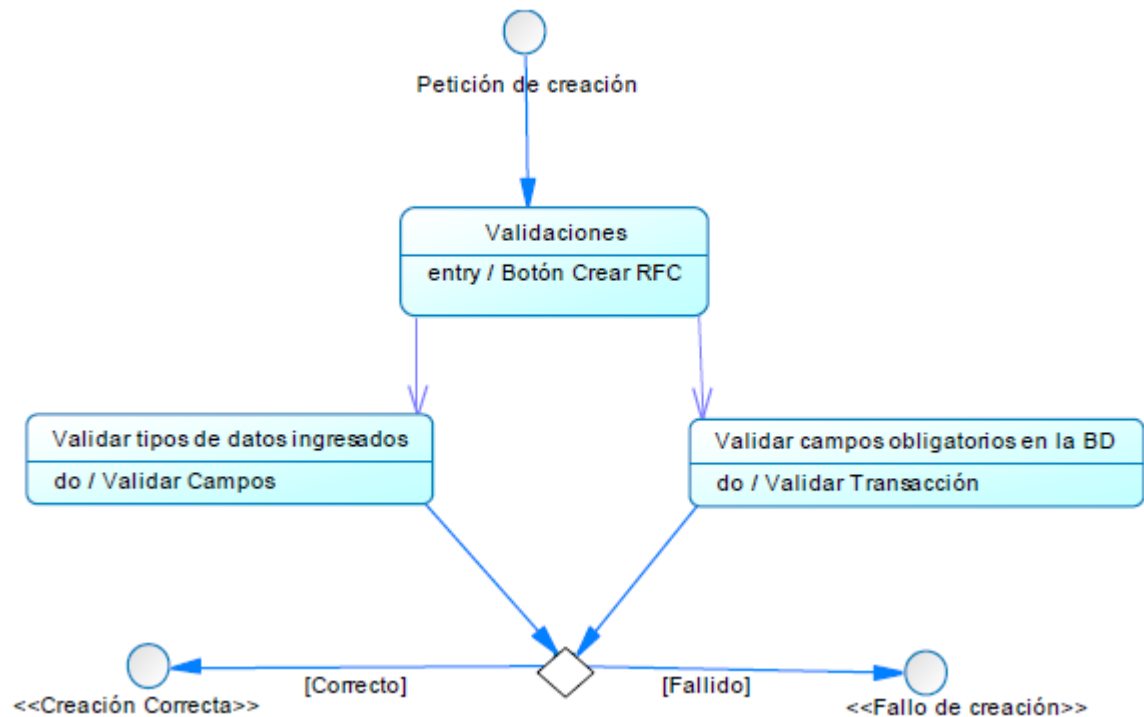 Petición de creación
Validaciones
entry / Botón Crear RFC
Validar tipos de datos ingresados
do / Validar Campos
Validar campos obligatorios en la BD
do / Validar Transacción
[Correcto]
[Fallido]
<<Creación Correcta>>
<<Fallo de creación>>